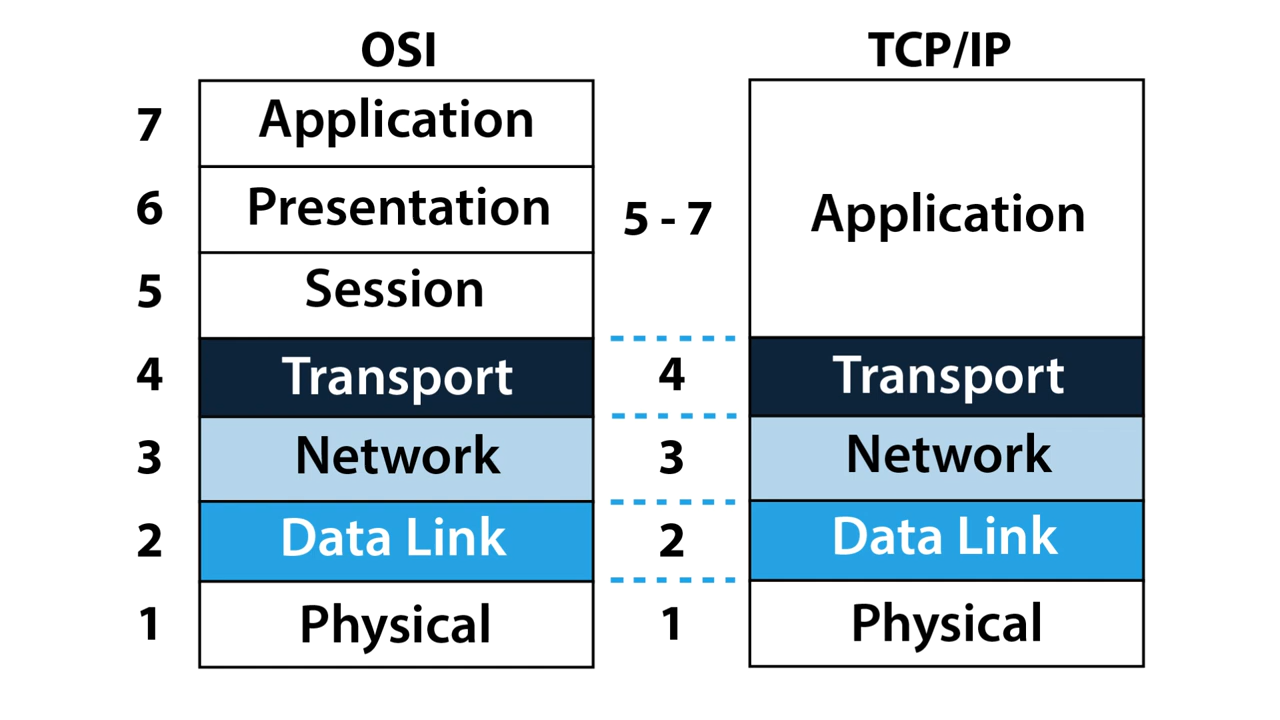 OSI
TCP/IP
7
Application
6
Presentation
5
Session
4
Transport
3
Network
2
Data Link
1
Physical
5 - 7
Application
4
Transport
3
Network
2
Data Link
1
Physical